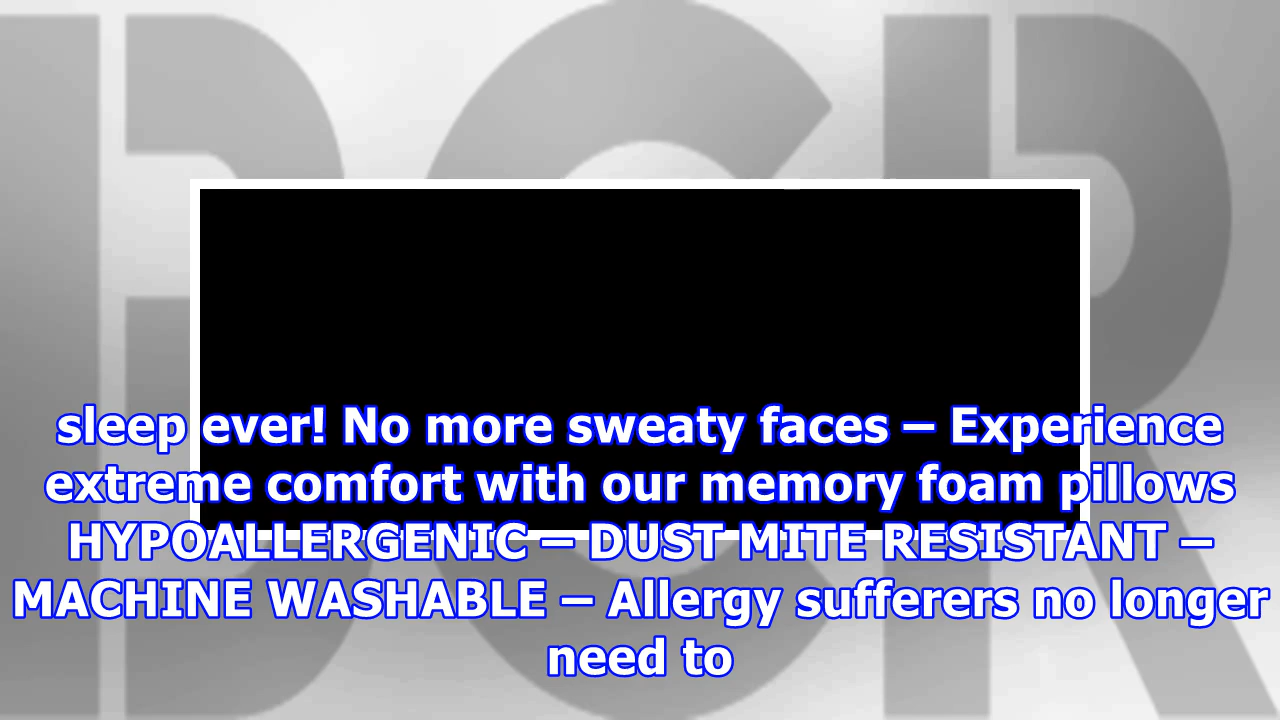 BCR
sleep ever! No more sweaty faces – Experience
extreme comfort with our memory foam pillows
HYPOALLERGENIC – DUST MITE RESISTANT –
MACHINE WASHABLE – Allergy sufferers no longer
need to